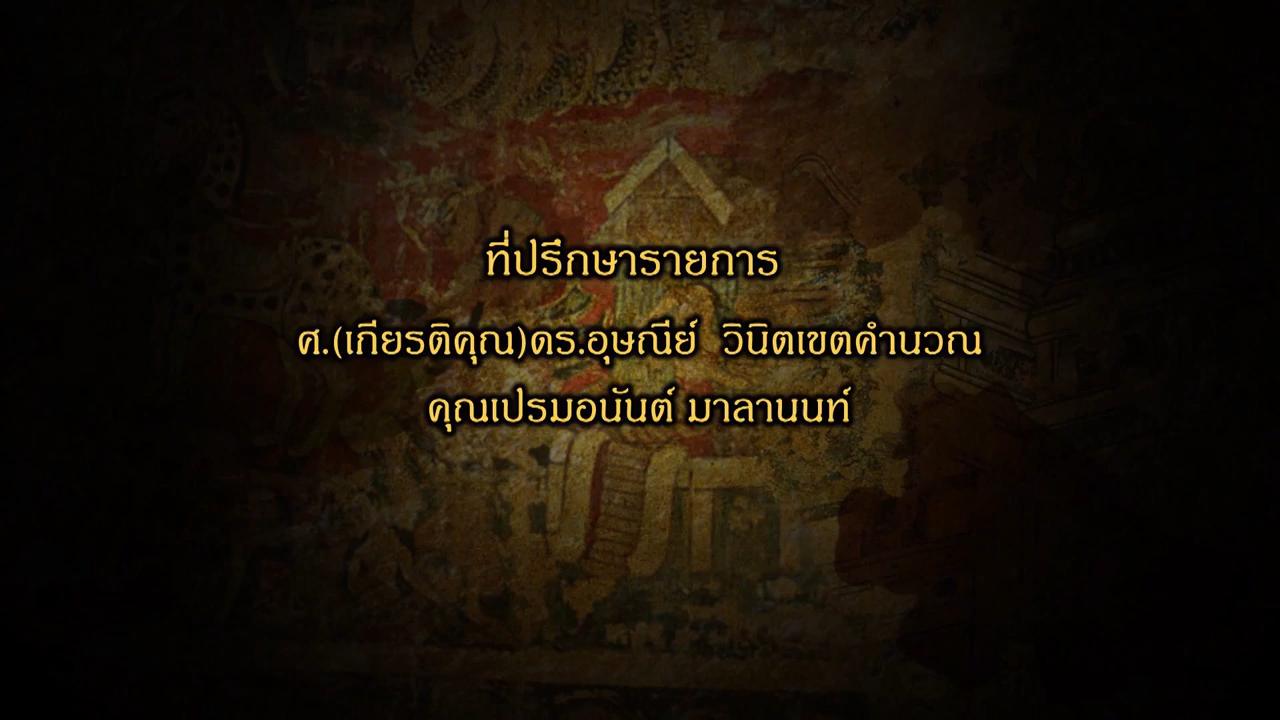 ที่ปรึกษารายการ
ศ.(เกียรติคุณ)ดร.อุษณีย์ วินิตเขตคำนวณ
คุณเปรมอนันต์ มาลานนท์